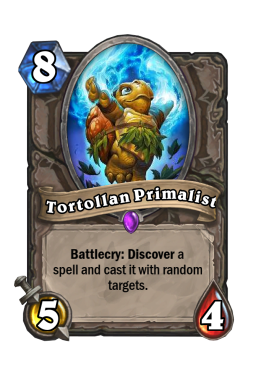 8
Tortollan Primalist
Battlecry: Discover a
spell and cast it with random
targets.
5
4